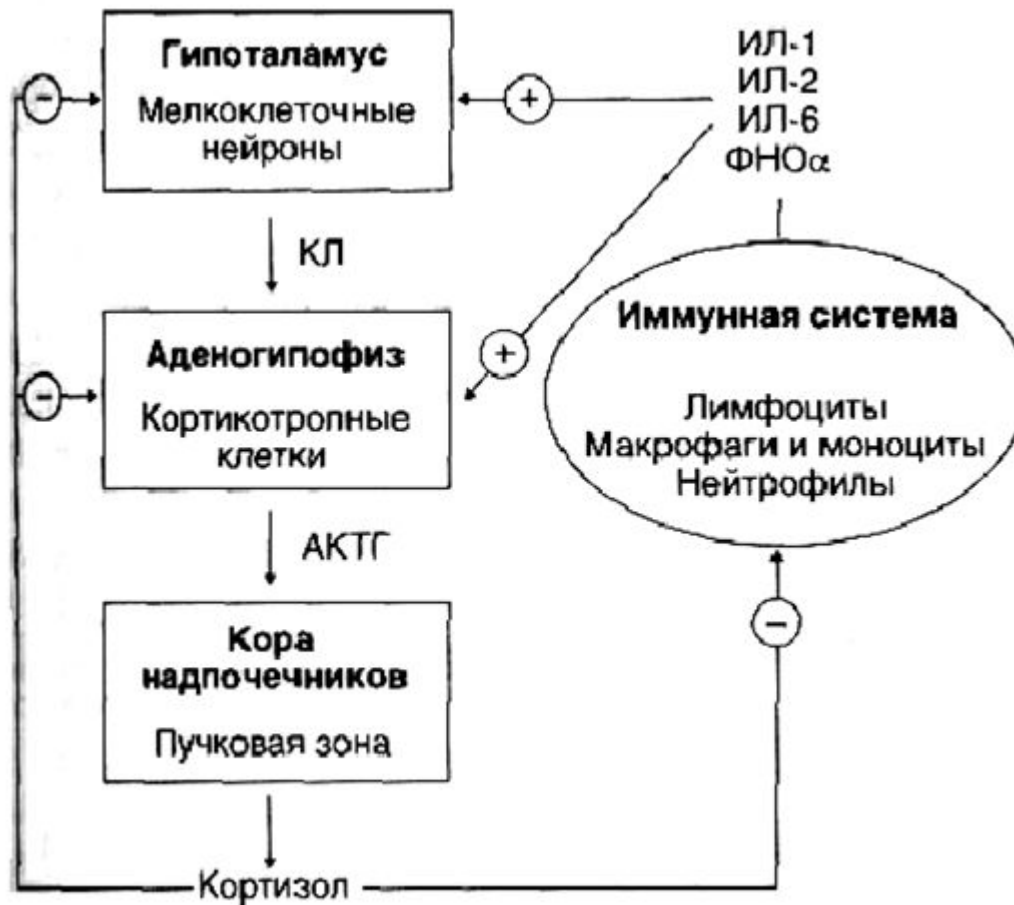 Гипоталамус
Мелкоклеточные
нейроны
КЛ
Аденогипофиз
Кортикотропные
клетки
АКТГ
Кора
надпочечников
Пучковая зона
Кортизол
ИЛ-1
ИЛ-2
ИЛ-6
ФНОα
Иммунная система
Лимфоциты
Макрофаги и моноциты
Нейтрофилы
−
+
−
+
−